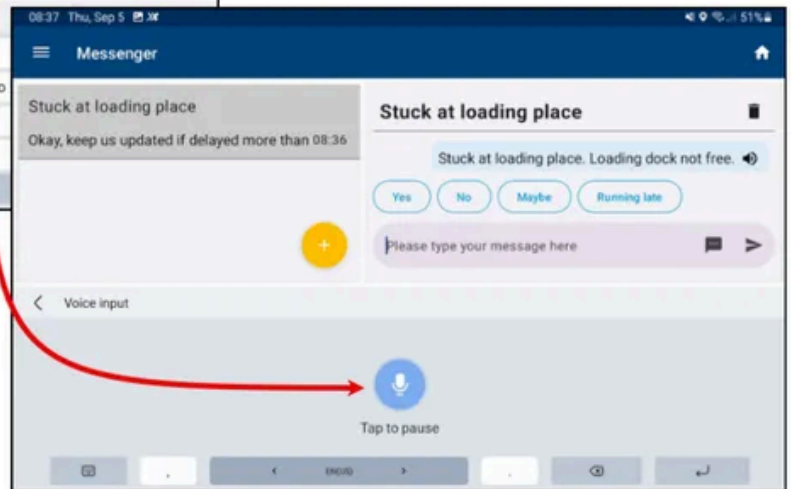 08:37 Thu, Sep 5 51%
Messenger
Stuck at loading place
Okay, keep us updated if delayed more than 08:36
+
Stuck at loading place
Stuck at loading place. Loading dock not free.
Yes No Maybe Running late
Please type your message here
Voice input
Tap to pause
, < EN(US) > .